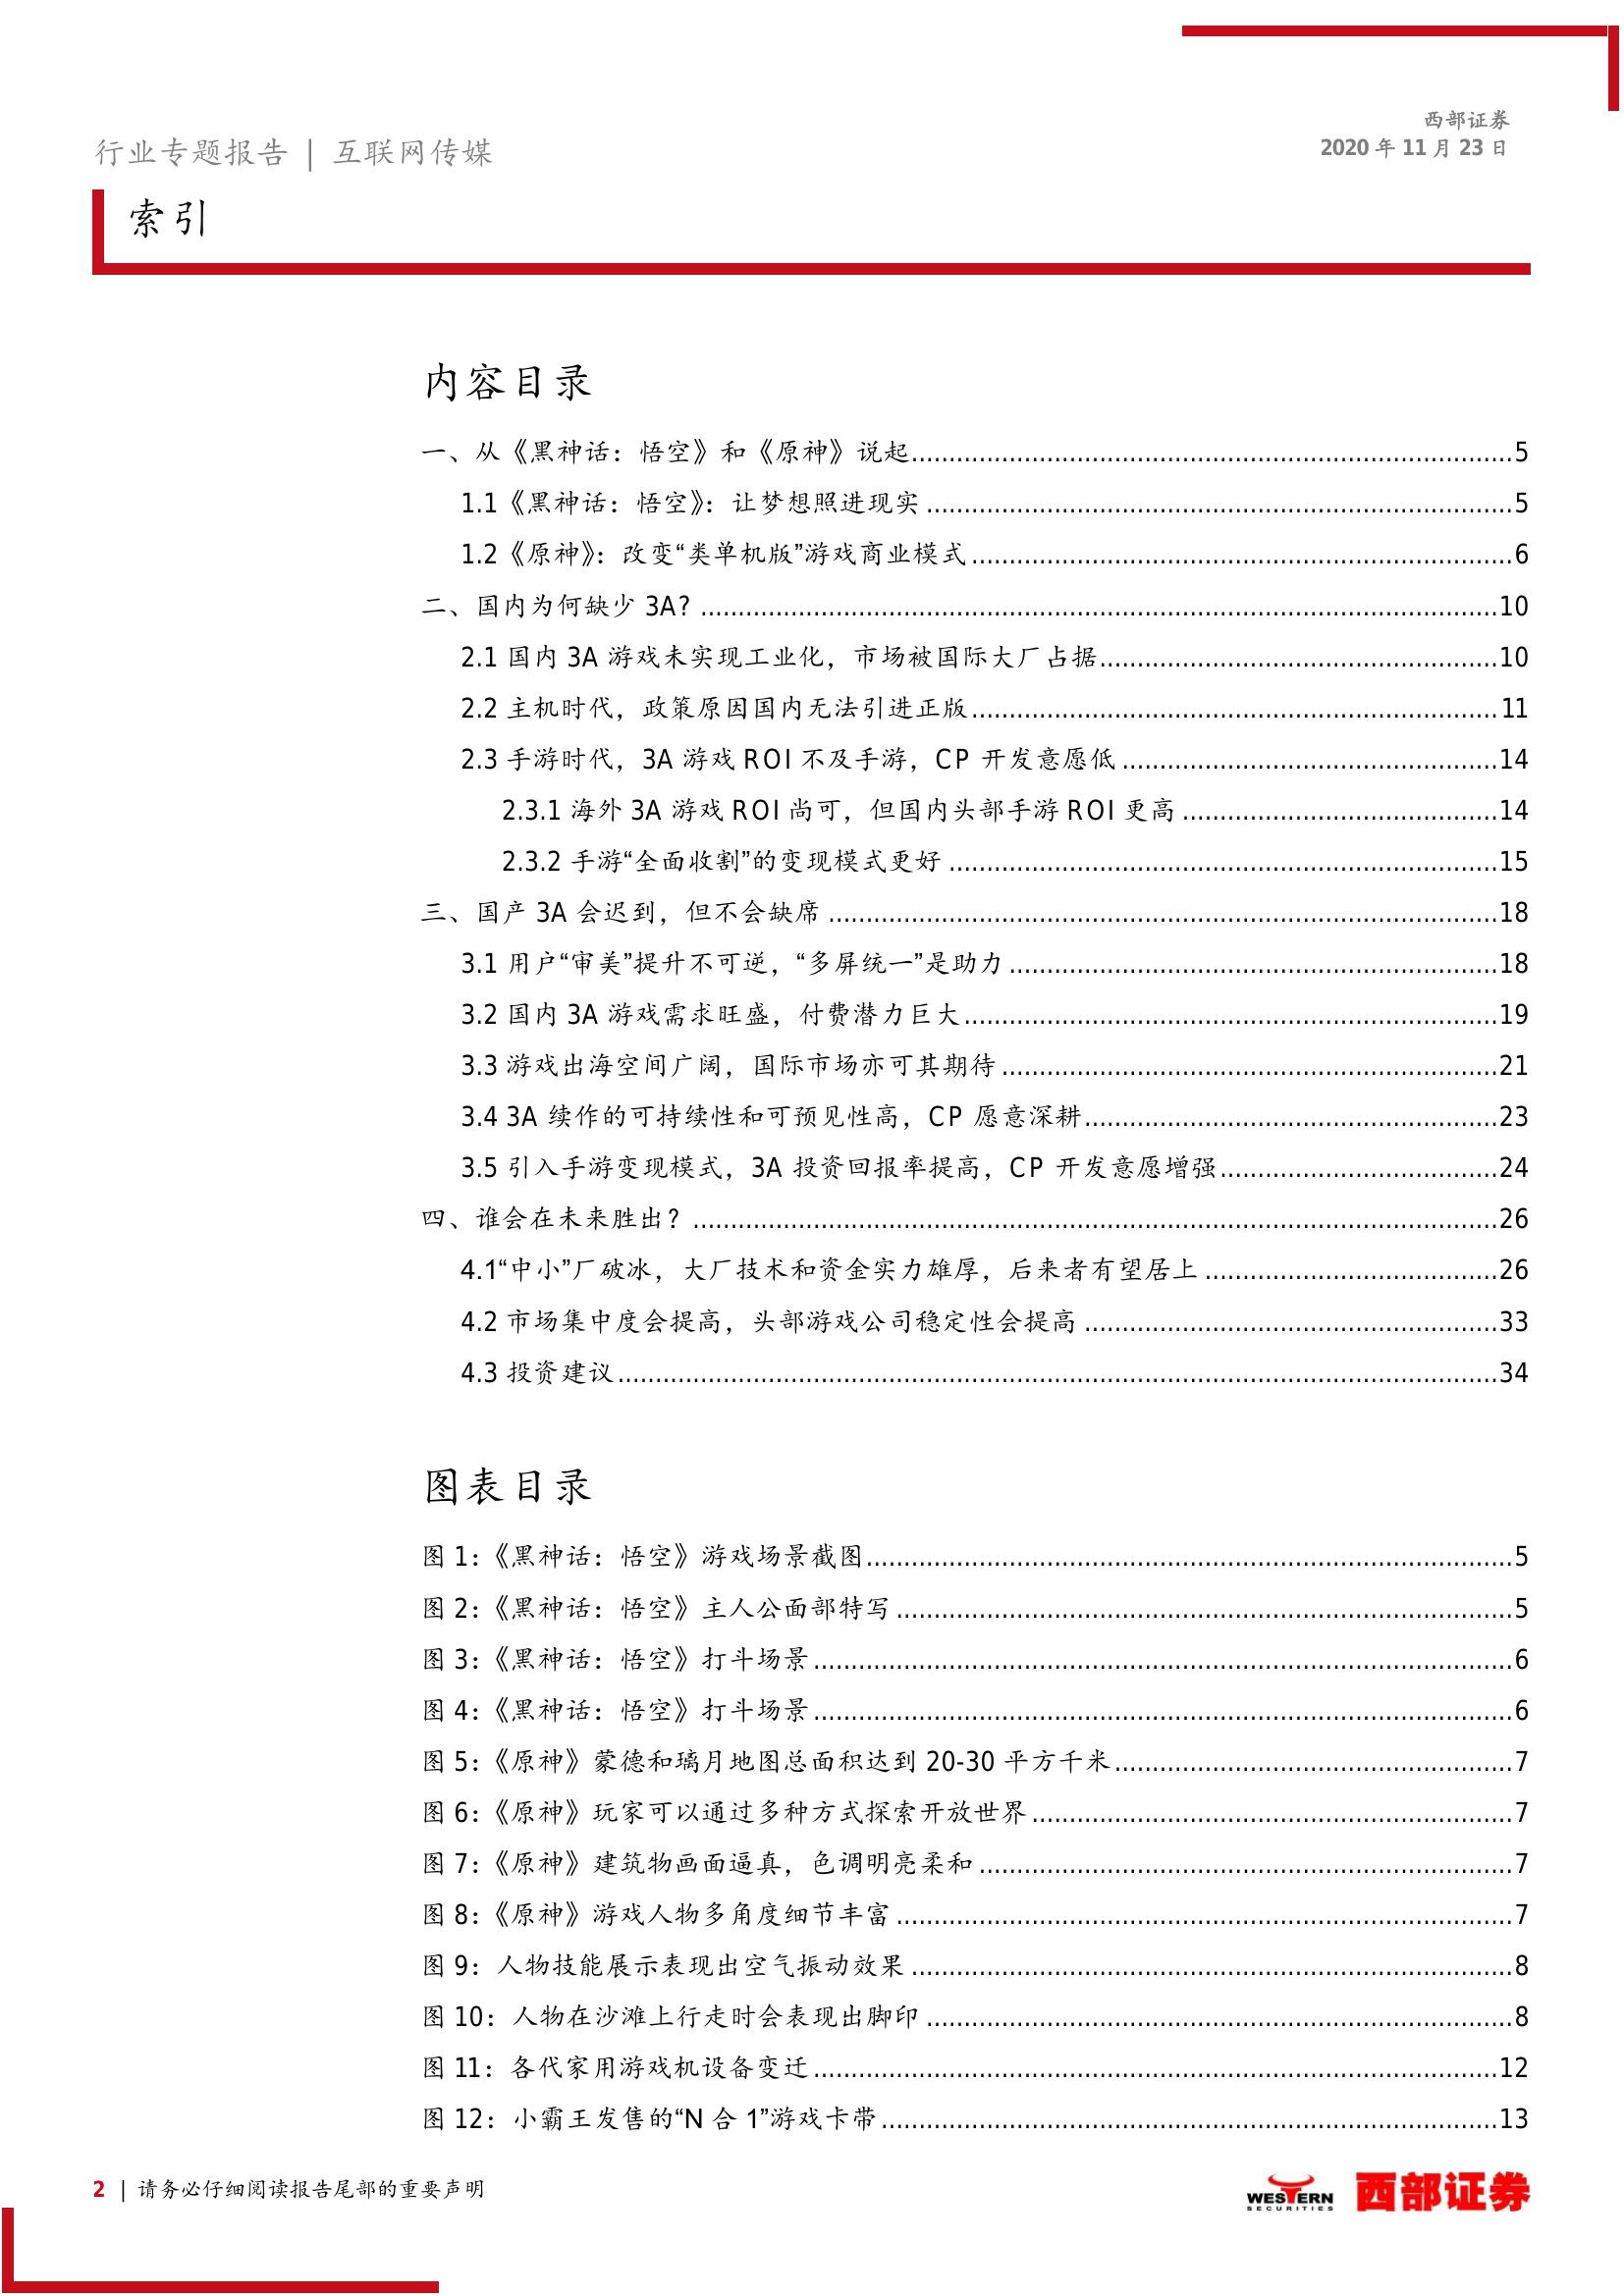 西部证券
行业专题报告 | 互联网传媒
2020 年 11 月 23 日
索引
内容目录
一、从《黑神话：悟空》和《原神》说起................5
1.1《黑神话：悟空》：让梦想照进现实................5
1.2《原神》：改变“类单机版”游戏商业模式................6
二、国内为何缺少 3A？................10
2.1 国内 3A 游戏未实现工业化，市场被国际大厂占据................10
2.2 主机时代，政策原因国内无法引进正版................11
2.3 手游时代，3A 游戏 ROI 不及手游，CP 开发意愿低................14
2.3.1 海外 3A 游戏 ROI 尚可，但国内头部手游 ROI 更高................14
2.3.2 手游“全面收割”的变现模式更好................15
三、国产 3A 会迟到，但不会缺席................18
3.1 用户“审美”提升不可逆，“多屏统一”是助力................18
3.2 国内 3A 游戏需求旺盛，付费潜力巨大................19
3.3 游戏出海空间广阔，国际市场亦可其期待................21
3.4 3A 续作的可持续性和可预见性高，CP 愿意深耕................23
3.5 引入手游变现模式，3A 投资回报率提高，CP 开发意愿增强................24
四、谁会在未来胜出？................26
4.1“中小”厂破冰，大厂技术和资金实力雄厚，后来者有望居上................26
4.2 市场集中度会提高，头部游戏公司稳定性会提高................33
4.3 投资建议................34
图表目录
图 1：《黑神话：悟空》游戏场景截图................5
图 2：《黑神话：悟空》主人公面部特写................5
图 3：《黑神话：悟空》打斗场景................6
图 4：《黑神话：悟空》打斗场景................6
图 5：《原神》蒙德和璃月地图总面积达到 20-30 平方千米................7
图 6：《原神》玩家可以通过多种方式探索开放世界................7
图 7：《原神》建筑物画面逼真，色调明亮柔和................7
图 8：《原神》游戏人物多角度细节丰富................7
图 9：人物技能展示表现出空气振动效果................8
图 10：人物在沙滩上行走时会表现出脚印................8
图 11：各代家用游戏机设备变迁................12
图 12：小霸王发售的“N 合 1”游戏卡带................13
2 | 请务必仔细阅读报告尾部的重要声明
WESTERN
SECURITIES
西部证券